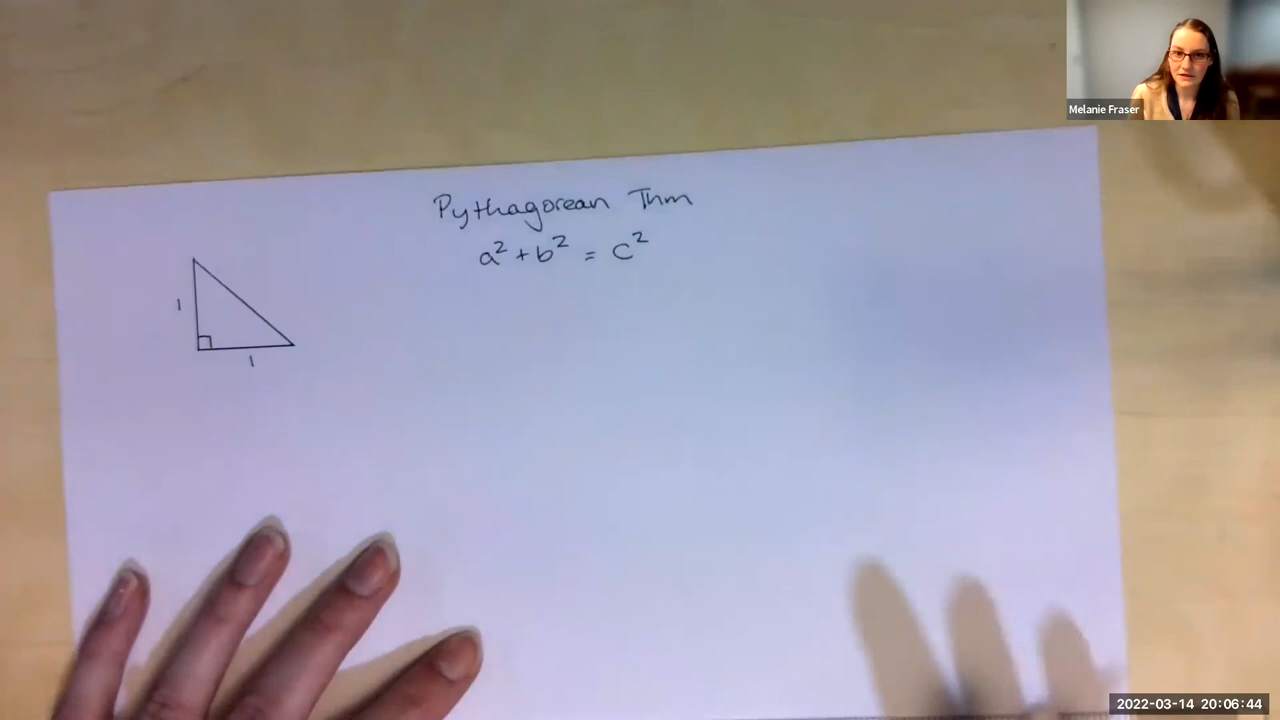 Melanie Fraser
Pythagorean Thm
a² + b² = c²
1
1
2022-03-14 20:06:44